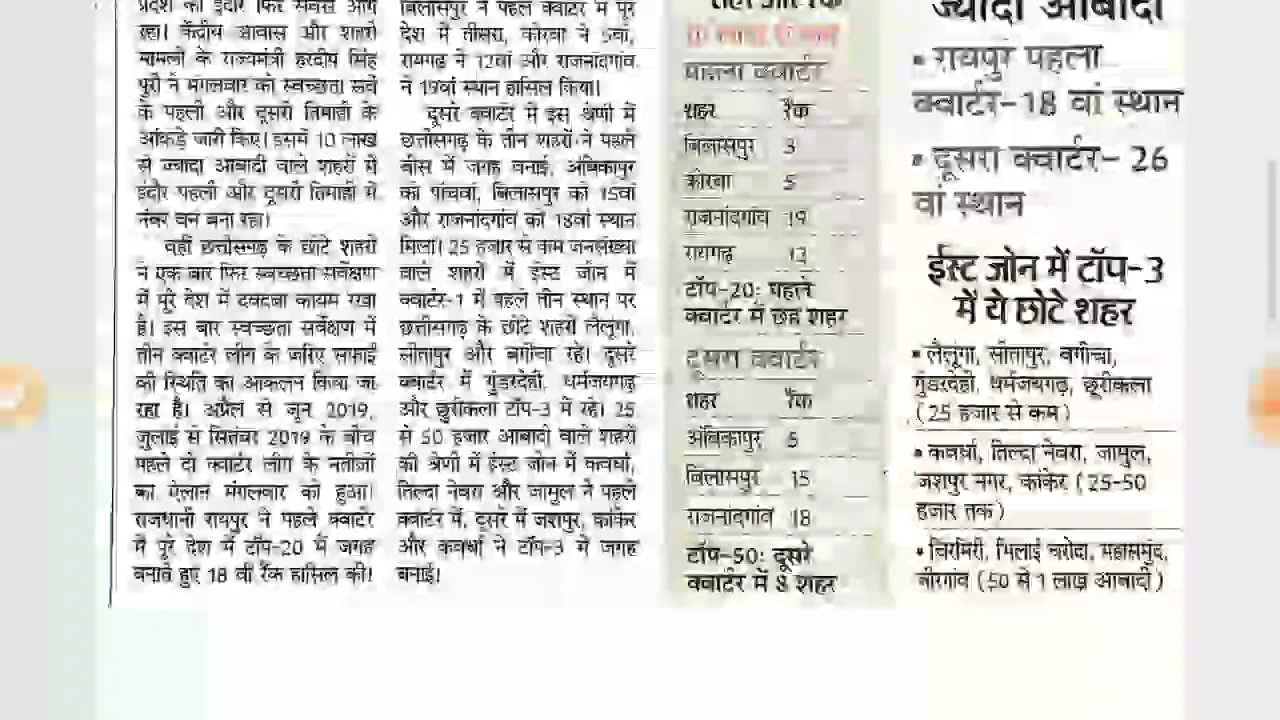 प्रदेश का इंदौर फिर सबसे आगे
रहा। केंद्रीय आवास और शहरी
मामलों के राज्यमंत्री हरदीप सिंह
पुरी ने मंगलवार को स्वच्छता सर्वे
के पहली और दूसरी तिमाही के
आंकड़े जारी किए। इसमें 10 लाख
से ज्यादा आबादी वाले शहरों में
इंदौर पहली और दूसरी तिमाही में
नंबर वन बना रहा।
वहीं छत्तीसगढ़ के छोटे शहरों
ने एक बार फिर स्वच्छता सर्वेक्षण
में पूरे देश में दबदबा कायम रखा
है। इस बार स्वच्छता सर्वेक्षण में
तीन क्वार्टर लीग के जरिए सफाई
की स्थिति का आकलन किया जा
रहा है। अप्रैल से जून 2019,
जुलाई से सितंबर 2019 के बीच
पहले दो क्वार्टर लीग के नतीजों
का ऐलान मंगलवार को हुआ।
राजधानी रायपुर ने पहले क्वार्टर
में पूरे देश में टॉप-20 में जगह
बनाते हुए 18 वीं रैंक हासिल की।
बिलासपुर ने पहले क्वार्टर में पूरे
देश में तीसरा, कोरबा ने 5वां,
रायगढ़ ने 12वां और राजनांदगांव
ने 19वां स्थान हासिल किया।
दूसरे क्वार्टर में इस श्रेणी में
छत्तीसगढ़ के तीन शहरों ने पहले
बीस में जगह बनाई, अंबिकापुर
को पांचवां, बिलासपुर को 15वां
और राजनांदगांव को 18वां स्थान
मिला। 25 हजार से कम जनसंख्या
वाले शहरों में ईस्ट जोन में
क्वार्टर-1 में पहले तीन स्थान पर
छत्तीसगढ़ के छोटे शहरों लैलूंगा,
सीतापुर और बगीचा रहे। दूसरे
क्वार्टर में गुंडरदेही, धर्मजयगढ़
और छुरीकला टॉप-3 में रहे। 25
से 50 हजार आबादी वाले शहरों
की श्रेणी में ईस्ट जोन में कवर्धा,
तिल्दा नेवरा और जामुल ने पहले
क्वार्टर में, दूसरे में जशपुर, कांकेर
और कवर्धा ने टॉप-3 में जगह
बनाई।
शहर और रैंक
10 लाख से कम
पहला क्वार्टर
शहर रैंक
बिलासपुर 3
कोरबा 5
राजनांदगांव 19
रायगढ़
टॉप-20: पहले
क्वार्टर में छह शहर
दूसरा क्वार्टर
शहर रैंक
अंबिकापुर 5
बिलासपुर 15
राजनांदगांव 18
टॉप-50: दूसरे
क्वार्टर में 8 शहर
ज्यादा आबादी
• रायपुर पहला
क्वार्टर- 18 वां स्थान
• दूसरा क्वार्टर- 26
वां स्थान
ईस्ट जोन में टॉप-3
में ये छोटे शहर
• लैलूंगा, सीतापुर, बगीचा,
गुंडरदेही, धर्मजयगढ़, छुरीकला
(25 हजार से कम)
• कवर्धा, तिल्दा नेवरा, जामुल,
जशपुर नगर, कांकेर (25-50
हजार तक)
• चिरमिरी, भिलाई चरोदा, महासमुंद,
बीरगांव (50 से 1 लाख आबादी)